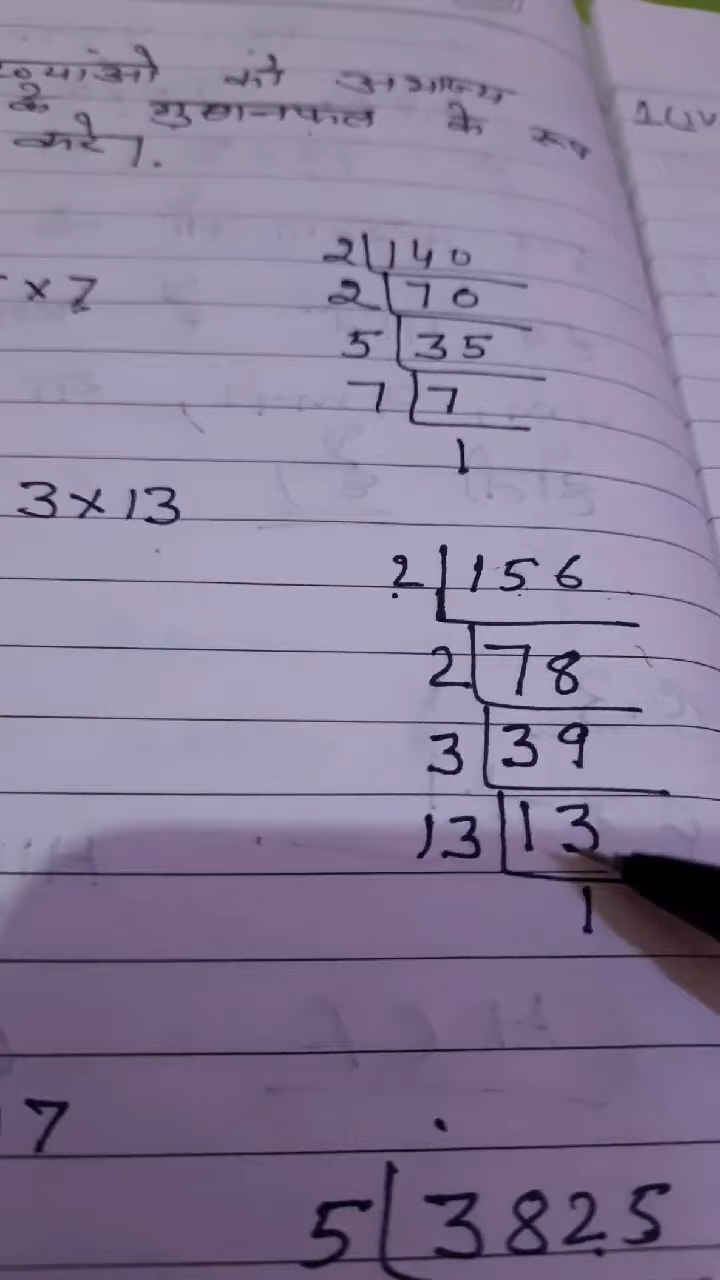 को अभाज्य
के गुणनफल के रूप
करे।.
2 140
× 7 2 70
5 35
7 7
1
3 × 13
2 156
2 78
3 39
13 13
1
7
5 3825